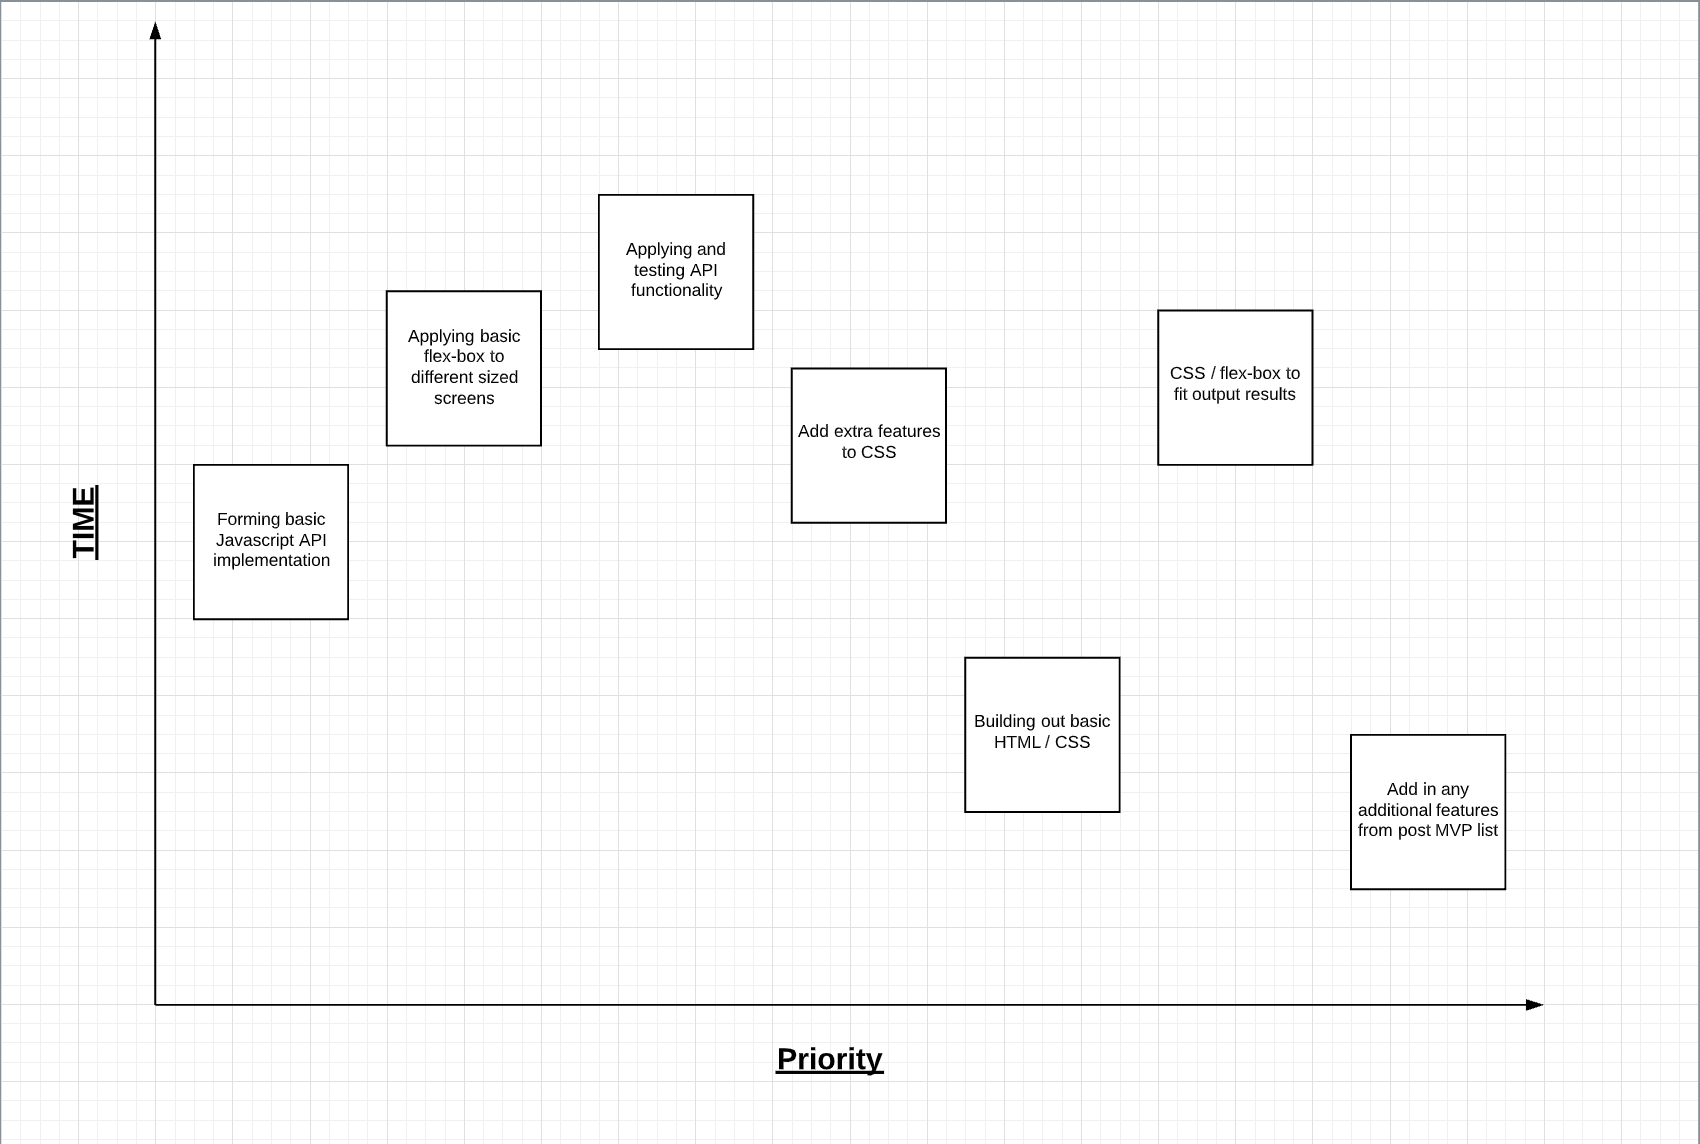 Applying and
testing API
functionality
Applying basic
flex-box to
different sized
screens
CSS / flex-box to
fit output results
Add extra features
to CSS
Forming basic
Javascript API
implementation
TIME
Building out basic
HTML / CSS
Add in any
additional features
from post MVP list
Priority